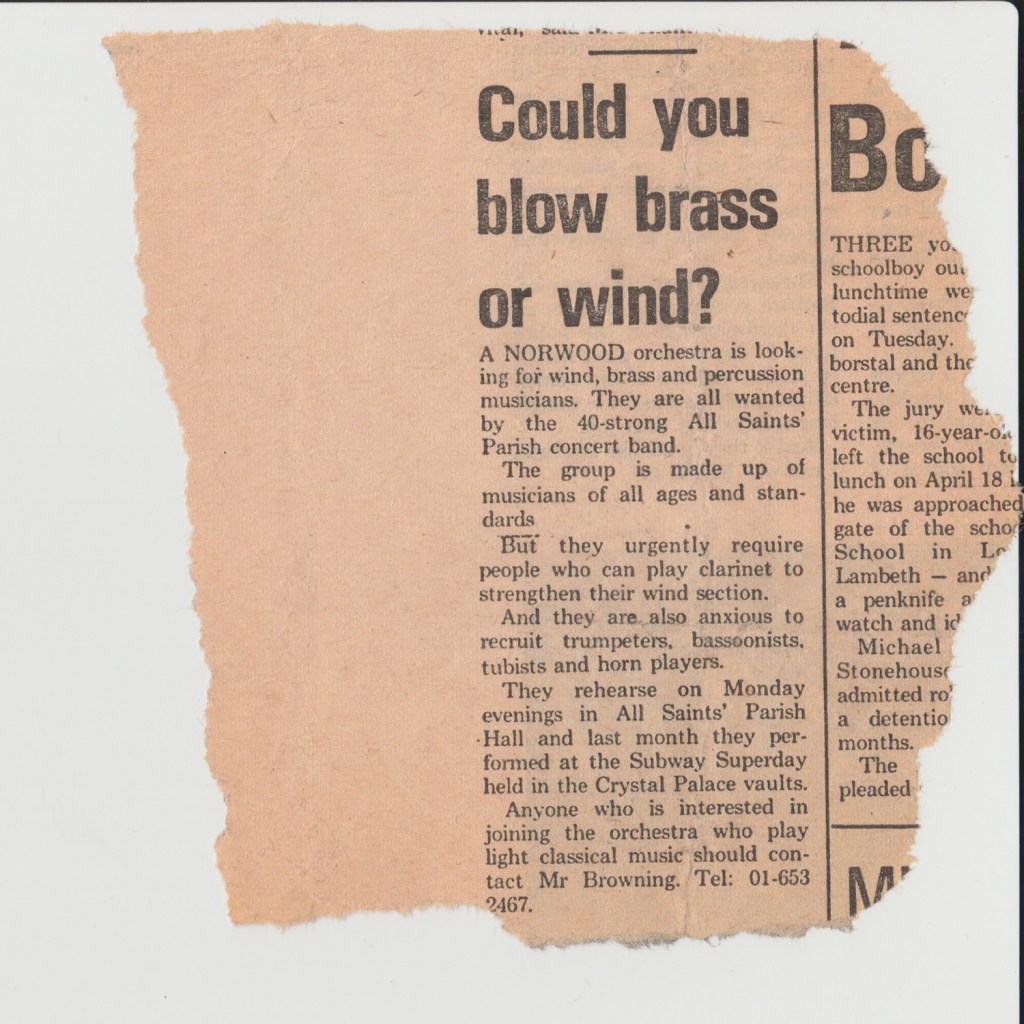 Could you
blow brass
or wind?
A NORWOOD orchestra is look-
ing for wind, brass and percussion
musicians. They are all wanted
by the 40-strong All Saints'
Parish concert band.
The group is made up of
musicians of all ages and stan-
dards
But they urgently require
people who can play clarinet to
strengthen their wind section.
And they are also anxious to
recruit trumpeters, bassoonists,
tubists and horn players.
They rehearse on Monday
evenings in All Saints' Parish
Hall and last month they per-
formed at the Subway Superday
held in the Crystal Palace vaults.
Anyone who is interested in
joining the orchestra who play
light classical music should con-
tact Mr Browning. Tel: 01-653
2467.
Bo
THREE yo
schoolboy
lunchtime
todial
on Tuesday.
borstal and
centre.
The jury
victim,
left the school
lunch on April 18
he was approached
gate of the
School in
Lambeth — and
a penknife
watch and
Michael
Stonehouse
admitted
a
months.
The
pleaded